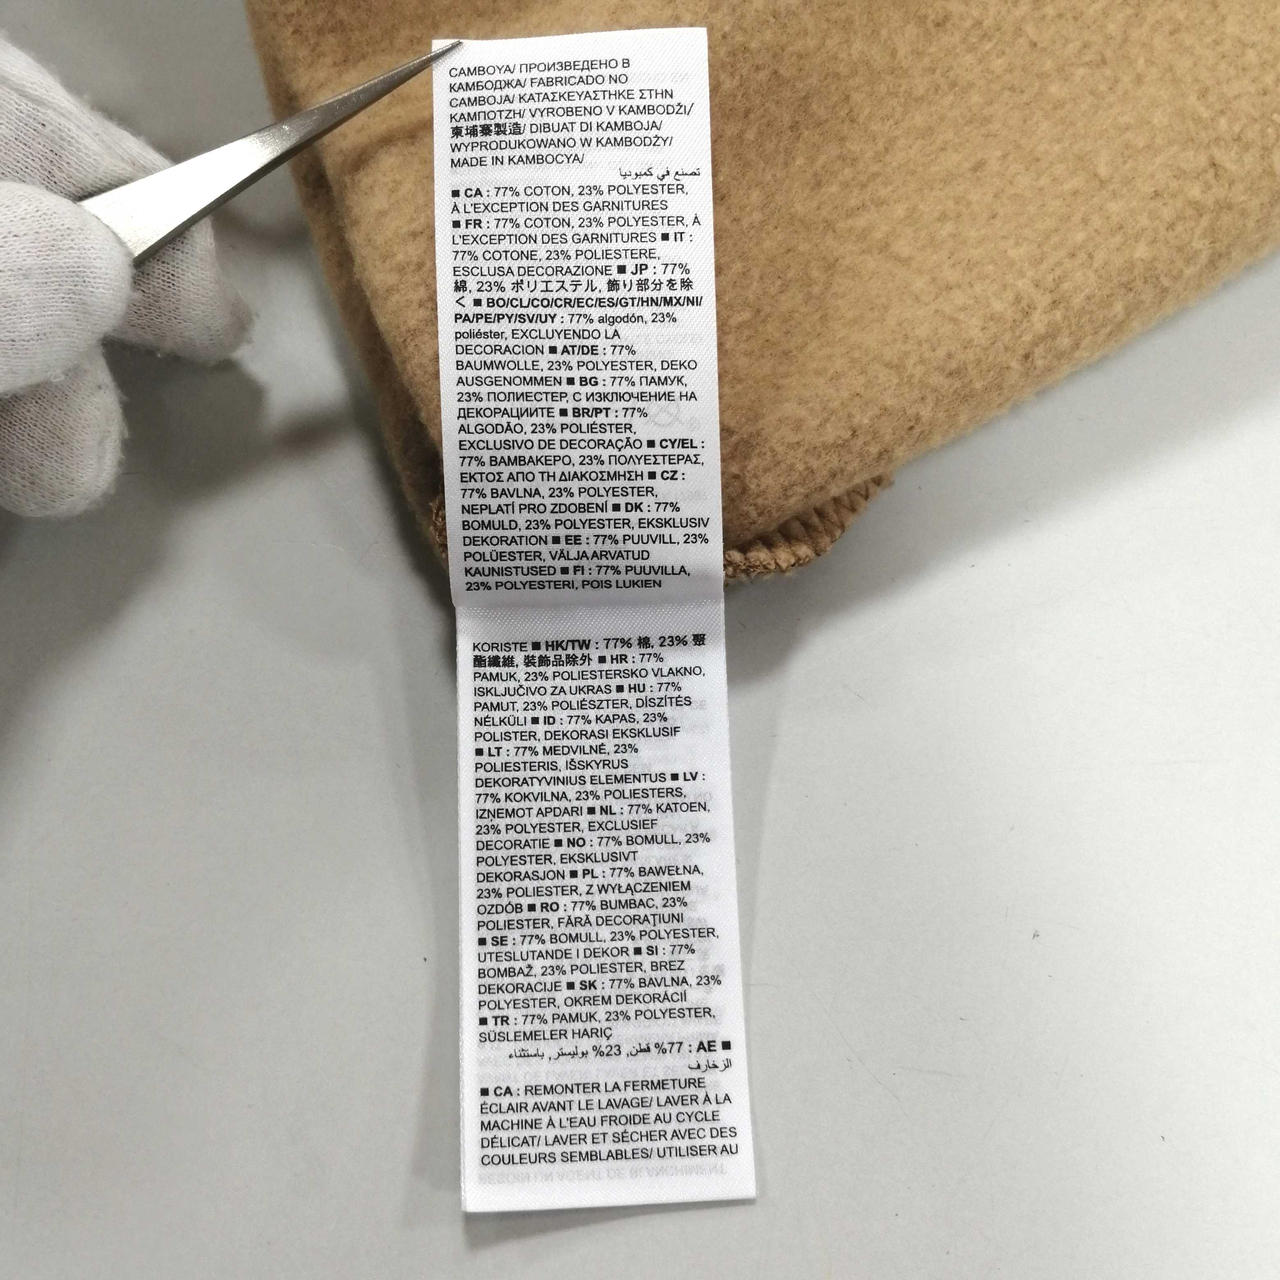 CAMBOYA/ ПРОИЗВЕДЕНО В
КАМБОДЖА/ FABRICADO NO
CAMBOJA/ ΚΑΤΑΣΚΕΥΑΣΤΗΚΕ ΣΤΗΝ
ΚΑΜΠΟΤΖΗ/ VYROBENO V KAMBODŽI/
柬埔寨製造/ DIBUAT DI KAMBOJA/
WYPRODUKOWANO W KAMBODŻY/
MADE IN KAMBOCYA/
تصنع في كمبوديا
■ CA : 77% COTON, 23% POLYESTER,
À L'EXCEPTION DES GARNITURES
■ FR : 77% COTON, 23% POLYESTER, À
L'EXCEPTION DES GARNITURES ■ IT :
77% COTONE, 23% POLIESTERE,
ESCLUSA DECORAZIONE ■ JP : 77%
綿, 23% ポリエステル, 飾り部分を除
く ■ BO/CL/CO/CR/EC/ES/GT/HN/MX/NI/
PA/PE/PY/SV/UY : 77% algodón, 23%
poliéster, EXCLUYENDO LA
DECORACION ■ AT/DE : 77%
BAUMWOLLE, 23% POLYESTER, DEKO
AUSGENOMMEN ■ BG : 77% ПАМУК,
23% ПОЛИЕСТЕР, С ИЗКЛЮЧЕНИЕ НА
ДЕКОРАЦИИТЕ ■ BR/PT : 77%
ALGODÃO, 23% POLIÉSTER,
EXCLUSIVO DE DECORAÇÃO ■ CY/EL :
77% ΒΑΜΒΑΚΕΡΟ, 23% ΠΟΛΥΕΣΤΕΡΑΣ,
ΕΚΤΟΣ ΑΠΟ ΤΗ ΔΙΑΚΟΣΜΗΣΗ ■ CZ :
77% BAVLNA, 23% POLYESTER,
NEPLATÍ PRO ZDOBENÍ ■ DK : 77%
BOMULD, 23% POLYESTER, EKSKLUSIV
DEKORATION ■ EE : 77% PUUVILL, 23%
POLÜESTER, VÄLJA ARVATUD
KAUNISTUSED ■ FI : 77% PUUVILLA,
23% POLYESTERI, POIS LUKIEN
KORISTE ■ HK/TW : 77% 棉, 23% 聚
酯纖維, 裝飾品除外 ■ HR : 77%
PAMUK, 23% POLIESTERSKO VLAKNO,
ISKLJUČIVO ZA UKRAS ■ HU : 77%
PAMUT, 23% POLIÉSZTER, DÍSZÍTÉS
NÉLKÜLI ■ ID : 77% KAPAS, 23%
POLISTER, DEKORASI EKSKLUSIF
■ LT : 77% MEDVILNĖ, 23%
POLIESTERIS, IŠSKYRUS
DEKORATYVINIUS ELEMENTUS ■ LV :
77% KOKVILNA, 23% POLIESTERS,
IZŅEMOT APDARI ■ NL : 77% KATOEN,
23% POLYESTER, EXCLUSIEF
DECORATIE ■ NO : 77% BOMULL, 23%
POLYESTER, EKSKLUSIVT
DEKORASJON ■ PL : 77% BAWEŁNA,
23% POLIESTER, Z WYŁĄCZENIEM
OZDÓB ■ RO : 77% BUMBAC, 23%
POLIESTER, FĂRĂ DECORAŢIUNI
■ SE : 77% BOMULL, 23% POLYESTER,
UTESLUTANDE I DEKOR ■ SI : 77%
BOMBAŽ, 23% POLIESTER, BREZ
DEKORACIJE ■ SK : 77% BAVLNA, 23%
POLYESTER, OKREM DEKORÁCIÍ
■ TR : 77% PAMUK, 23% POLYESTER,
SÜSLEMELER HARIÇ
■ AE : 77% قطن, 23% بوليستر, باستثناء
الزخارف
■ CA : REMONTER LA FERMETURE
ÉCLAIR AVANT LE LAVAGE/ LAVER À LA
MACHINE À L'EAU FROIDE AU CYCLE
DÉLICAT/ LAVER ET SÉCHER AVEC DES
COULEURS SEMBLABLES/ UTILISER AU